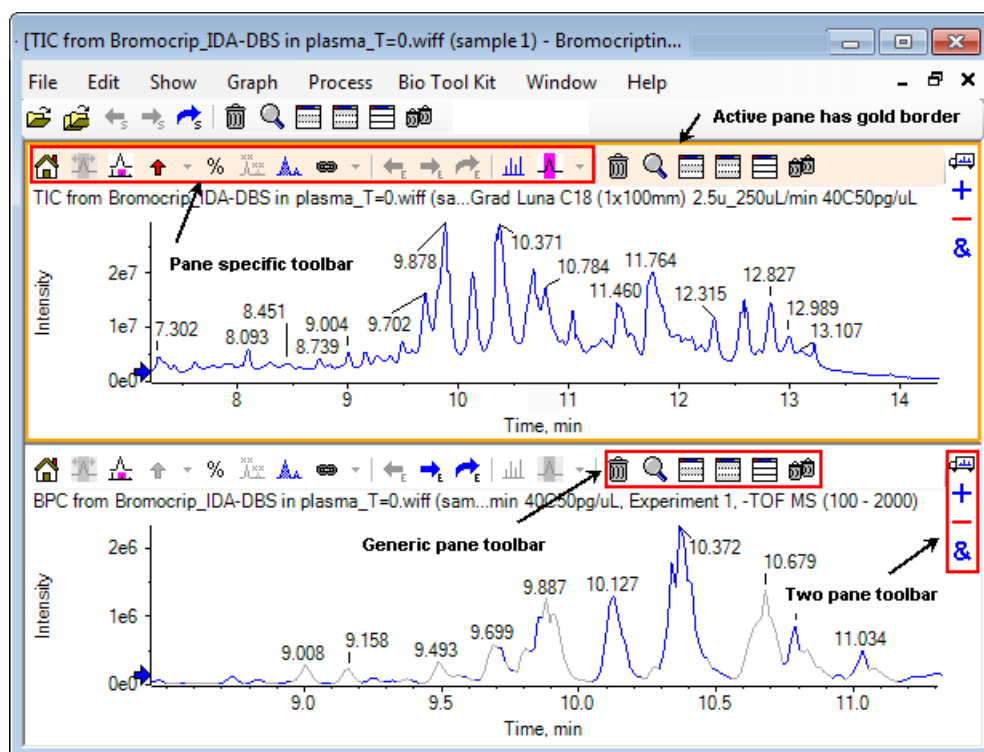 [TIC from Bromocrip_IDA-DBS in plasma_T=0.wiff (sample 1) - Bromocriptin...
File Edit Show Graph Process Bio Tool Kit Window Help
S S S
Active pane has gold border
% E E E
TIC from Bromocrip_IDA-DBS in plasma_T=0.wiff (sa...Grad Luna C18 (1x100mm) 2.5u_250uL/min 40C50pg/uL
+
−
&
Pane specific toolbar
Intensity
2e7
1e7
0e0
7.302
8.093
8.451
8.739
9.004
9.702
9.878
10.371
10.784
11.460
11.764
12.315
12.827
12.989
13.107
8 9 10 11 12 13 14
Time, min
% E E E
BPC from Bromocrip_IDA-DBS in plasma_T=0.wiff (sam...min 40C50pg/uL, Experiment 1, -TOF MS (100 - 2000)
+
−
&
Generic pane toolbar
Two pane toolbar
Intensity
2e6
1e6
0e0
9.008
9.158
9.493
9.699
9.887
10.127
10.372
10.679
11.034
9.0 9.5 10.0 10.5 11.0
Time, min